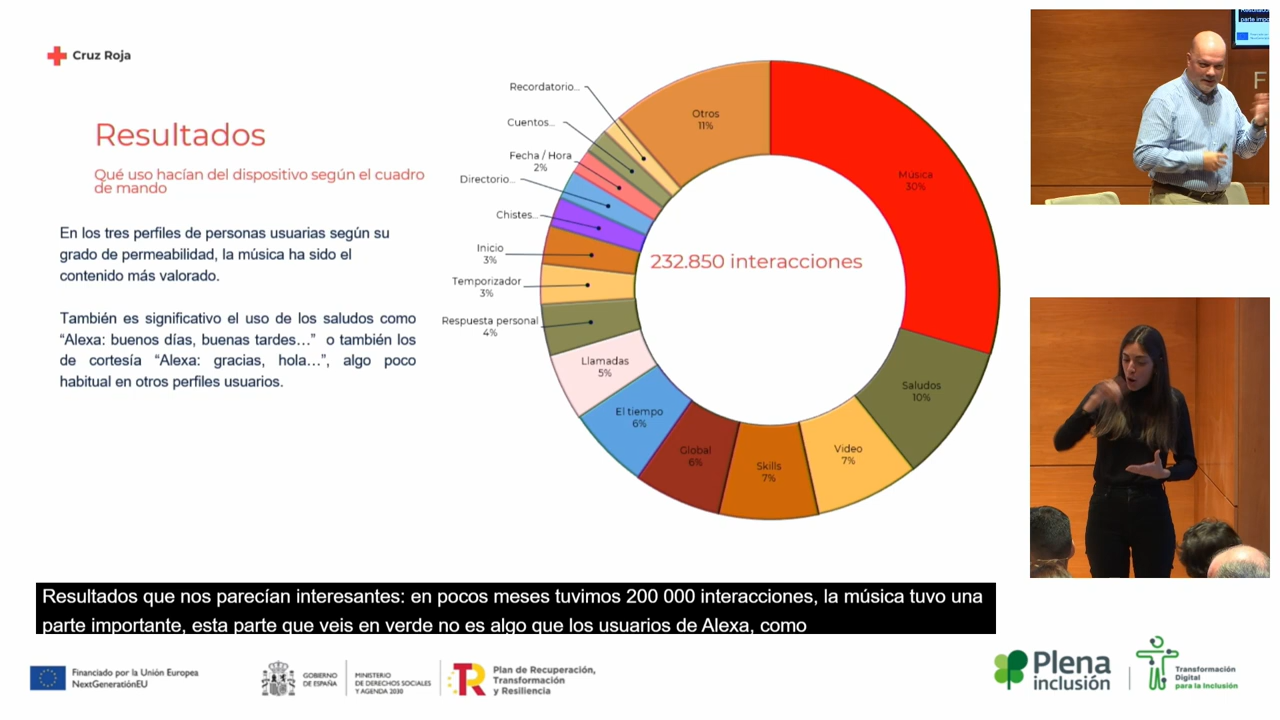 Cruz Roja
Resultados
Qué uso hacían del dispositivo según el cuadro
de mando
En los tres perfiles de personas usuarias según su
grado de permeabilidad, la música ha sido el
contenido más valorado.
También es significativo el uso de los saludos como
“Alexa: buenos días, buenas tardes...” o también los
de cortesía “Alexa: gracias, hola...”, algo poco
habitual en otros perfiles usuarios.
Recordatorio...
Cuentos...
Fecha / Hora
2%
Directorio...
Chistes...
Inicio
3%
Temporizador
3%
Respuesta personal
4%
Llamadas
5%
El tiempo
6%
Global
6%
Skills
7%
Video
7%
Saludos
10%
Música
30%
Otros
11%
232.850 interacciones
Resultados que nos parecían interesantes: en pocos meses tuvimos 200 000 interacciones, la música tuvo una
parte importante, esta parte que veis en verde no es algo que los usuarios de Alexa, como
Financiado por la Unión Europea
NextGenerationEU
GOBIERNO
DE ESPAÑA
MINISTERIO
DE DERECHOS SOCIALES
Y AGENDA 2030
Plan de Recuperación,
Transformación
y Resiliencia
Plena
inclusión
Transformación
Digital
para la Inclusión
F